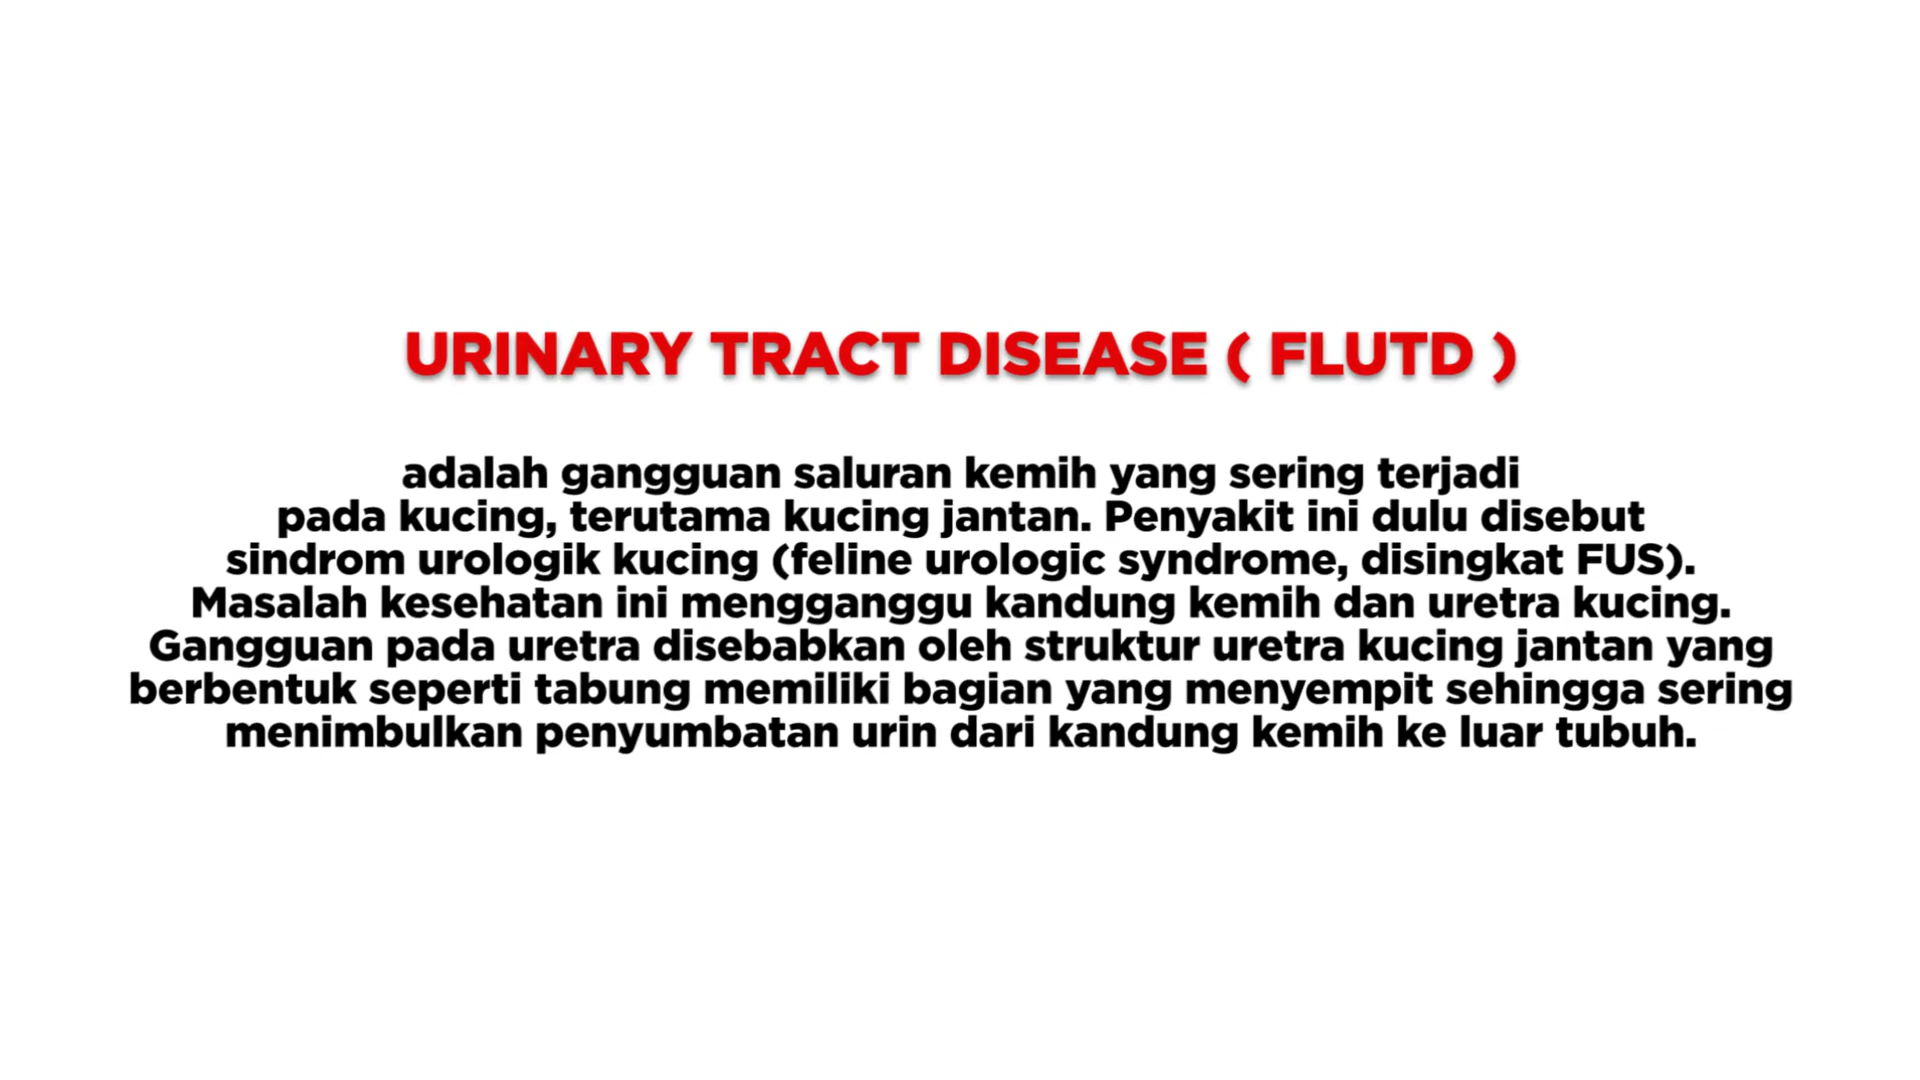 URINARY TRACT DISEASE ( FLUTD )
adalah gangguan saluran kemih yang sering terjadi
pada kucing, terutama kucing jantan. Penyakit ini dulu disebut
sindrom urologik kucing (feline urologic syndrome, disingkat FUS).
Masalah kesehatan ini mengganggu kandung kemih dan uretra kucing.
Gangguan pada uretra disebabkan oleh struktur uretra kucing jantan yang
berbentuk seperti tabung memiliki bagian yang menyempit sehingga sering
menimbulkan penyumbatan urin dari kandung kemih ke luar tubuh.